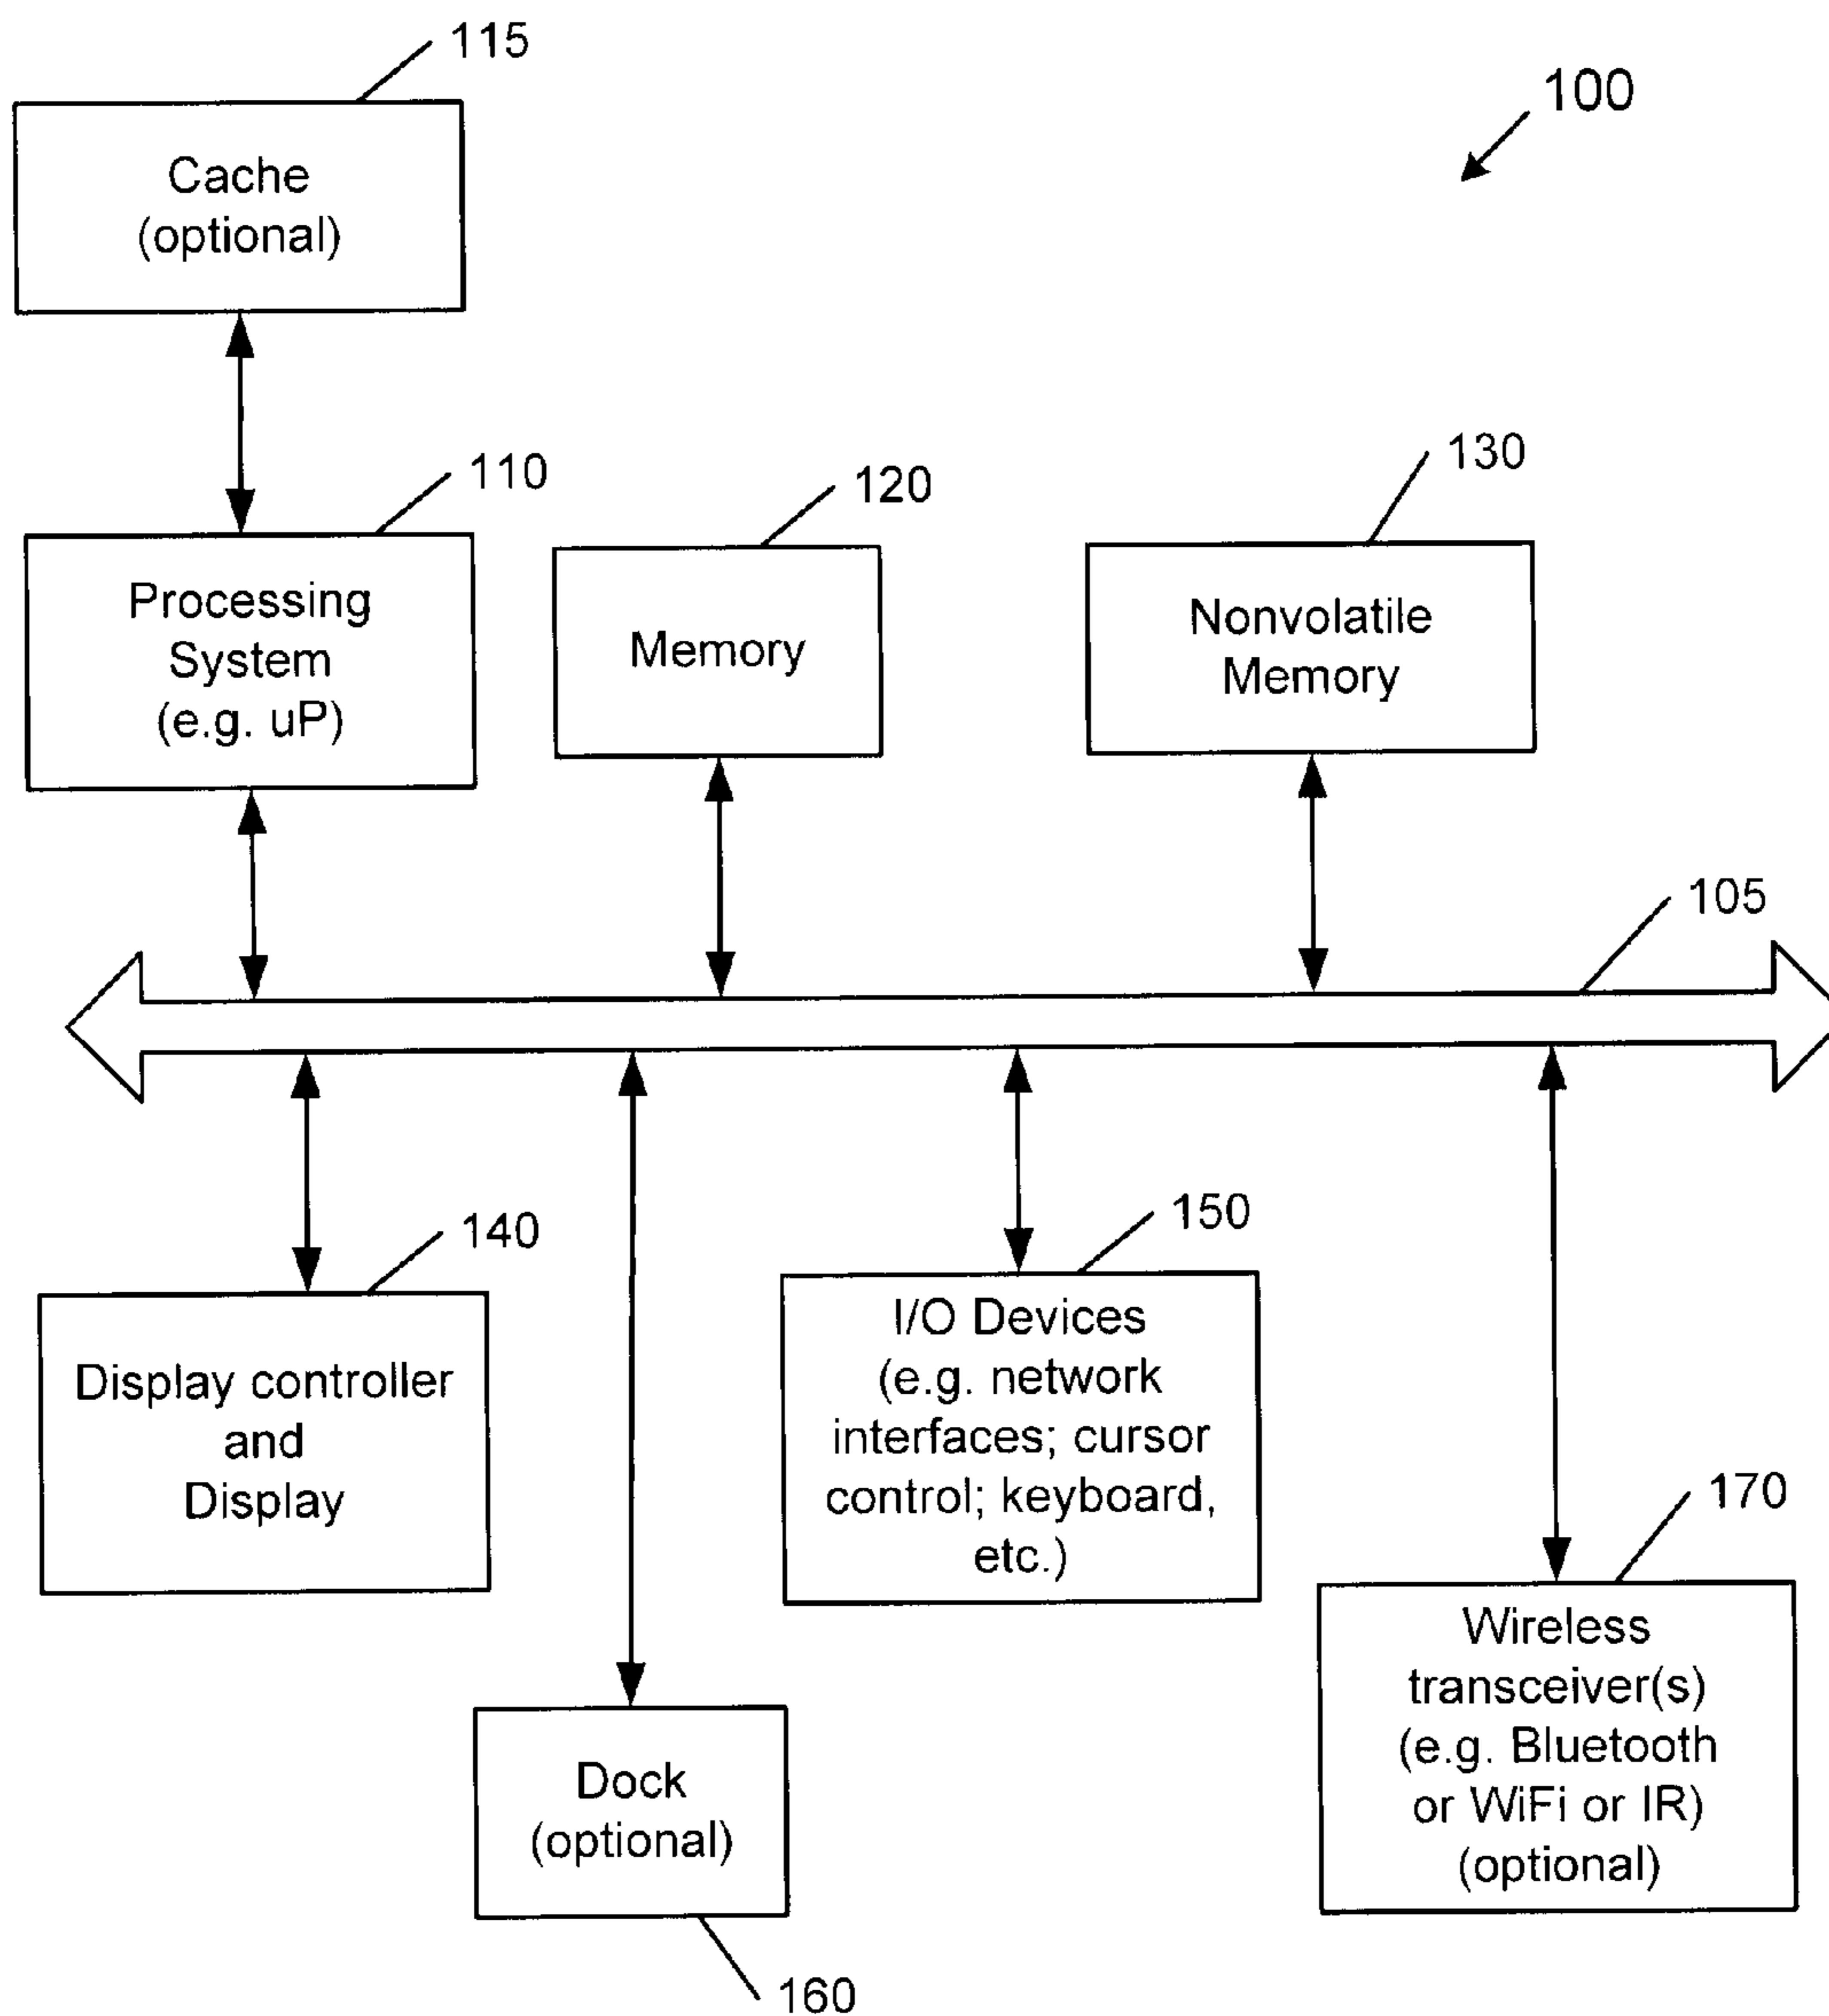 115
100
Cache
(optional)
110
120
130
Processing
System
(e.g. uP)
Memory
Nonvolatile
Memory
105
140
150
Display controller
and
Display
I/O Devices
(e.g. network
interfaces; cursor
control; keyboard,
etc.)
170
Wireless
transceiver(s)
(e.g. Bluetooth
or WiFi or IR)
(optional)
Dock
(optional)
160